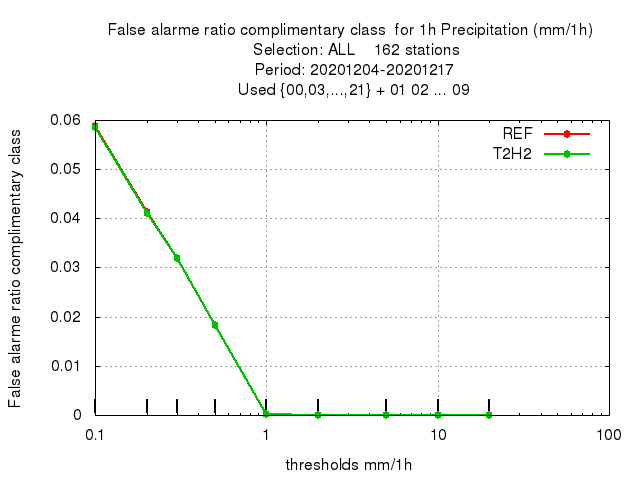 False alarme ratio complimentary class  for 1h Precipitation (mm/1h)
Selection: ALL    162 stations
Period: 20201204-20201217
Used {00,03,...,21} + 01 02 ... 09
False alarme ratio complimentary class
0.06
0.05
0.04
0.03
0.02
0.01
0
REF
T2H2
0.1
1
10
100
thresholds mm/1h